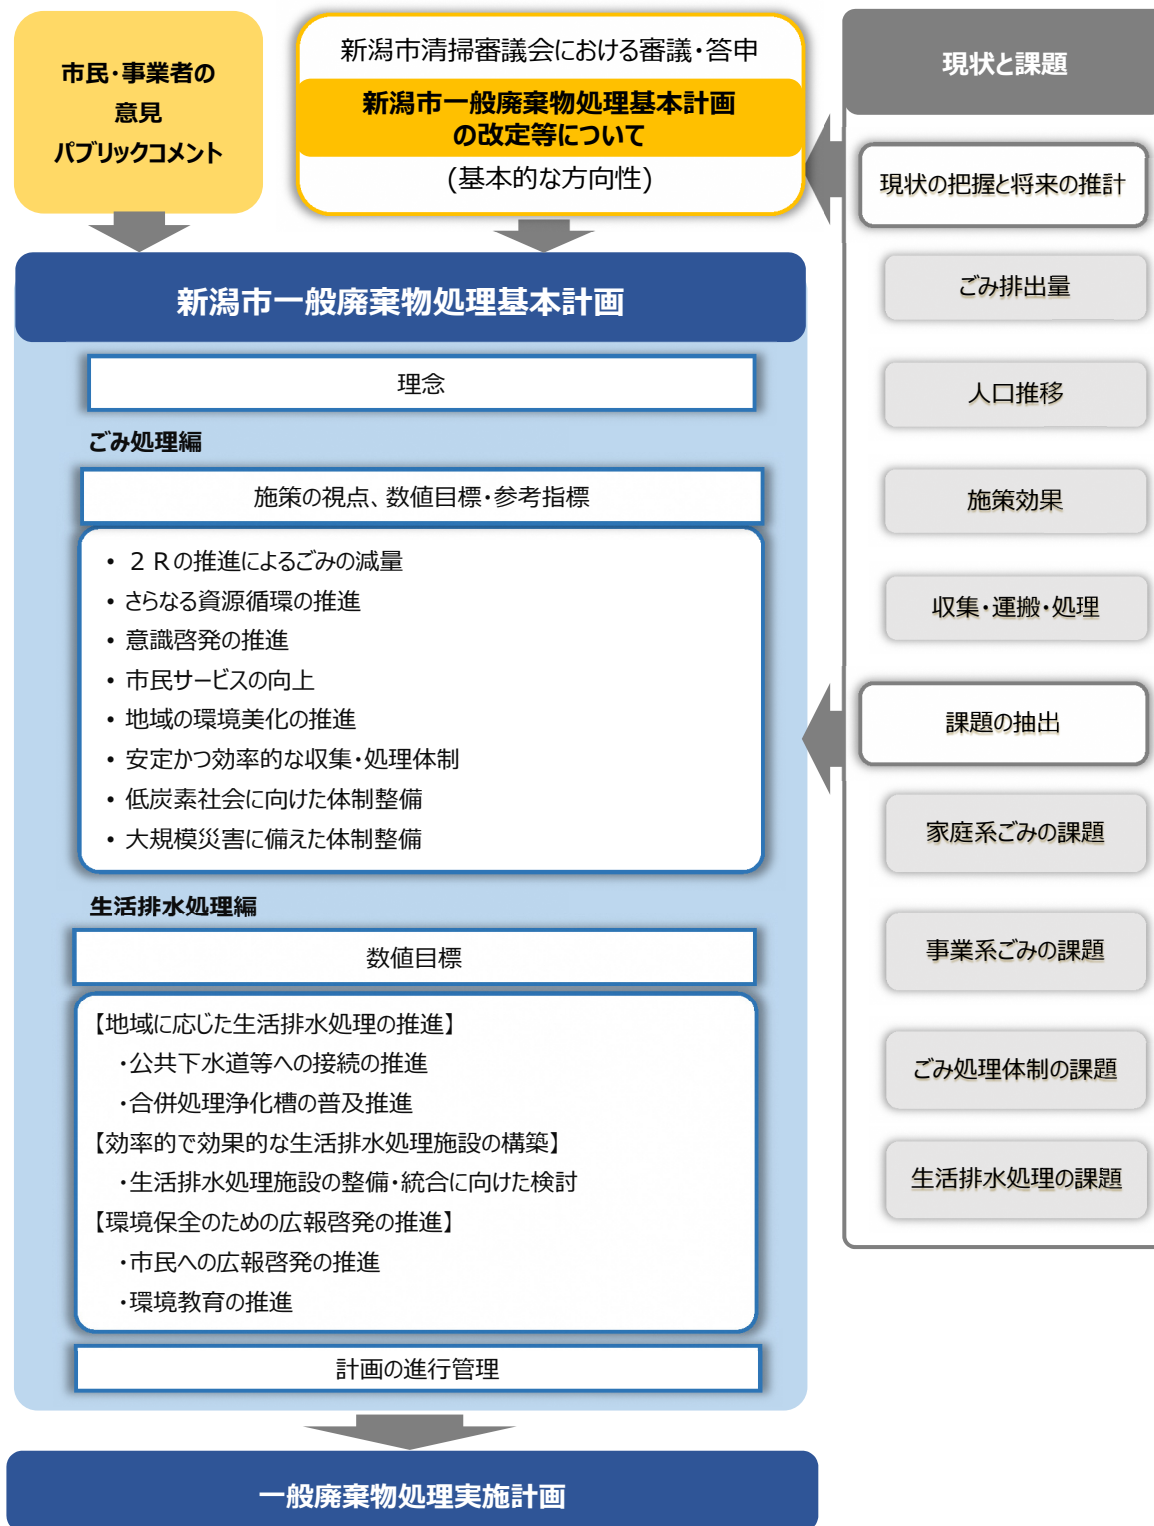 市民・事業者の
意見
パブリックコメント
新潟市清掃審議会における審議・答申
新潟市一般廃棄物処理基本計画
の改定等について
(基本的な方向性)
新潟市一般廃棄物処理基本計画
理念
ごみ処理編
施策の視点、数値目標・参考指標
• ２Ｒの推進によるごみの減量
• さらなる資源循環の推進
• 意識啓発の推進
• 市民サービスの向上
• 地域の環境美化の推進
• 安定かつ効率的な収集・処理体制
• 低炭素社会に向けた体制整備
• 大規模災害に備えた体制整備
生活排水処理編
数値目標
【地域に応じた生活排水処理の推進】
・公共下水道等への接続の推進
・合併処理浄化槽の普及推進
【効率的で効果的な生活排水処理施設の構築】
・生活排水処理施設の整備・統合に向けた検討
【環境保全のための広報啓発の推進】
・市民への広報啓発の推進
・環境教育の推進
計画の進行管理
一般廃棄物処理実施計画
現状と課題
現状の把握と将来の推計
ごみ排出量
人口推移
施策効果
収集・運搬・処理
課題の抽出
家庭系ごみの課題
事業系ごみの課題
ごみ処理体制の課題
生活排水処理の課題